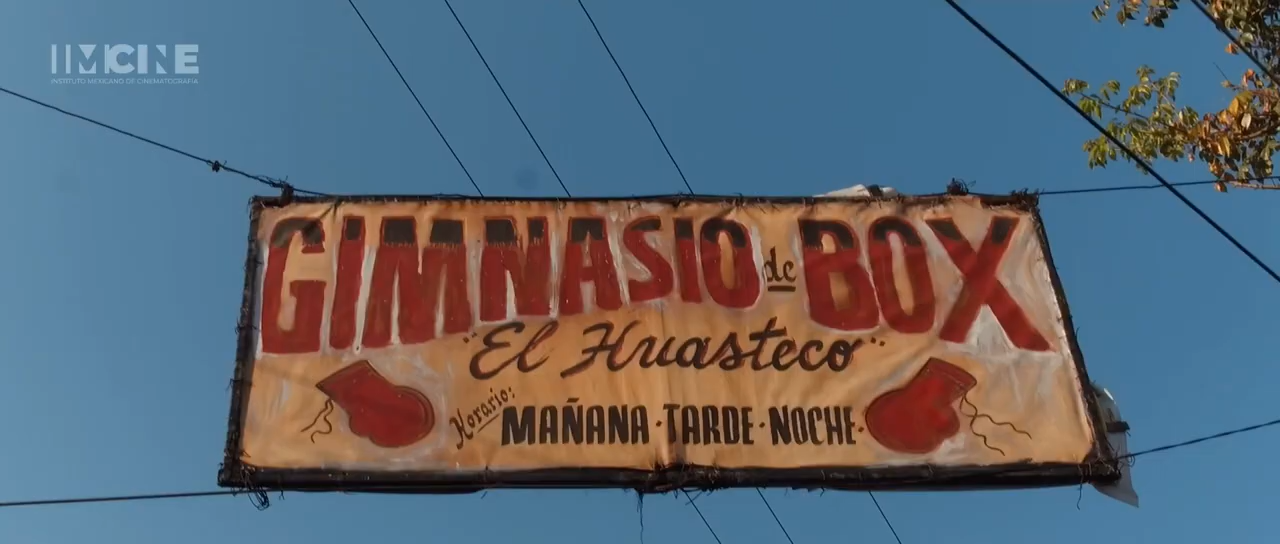 IMCINE
INSTITUTO MEXICANO DE CINEMATOGRAFÍA
GIMNASIO de BOX
"El Huasteco"
Horario: MAÑANA · TARDE · NOCHE ·